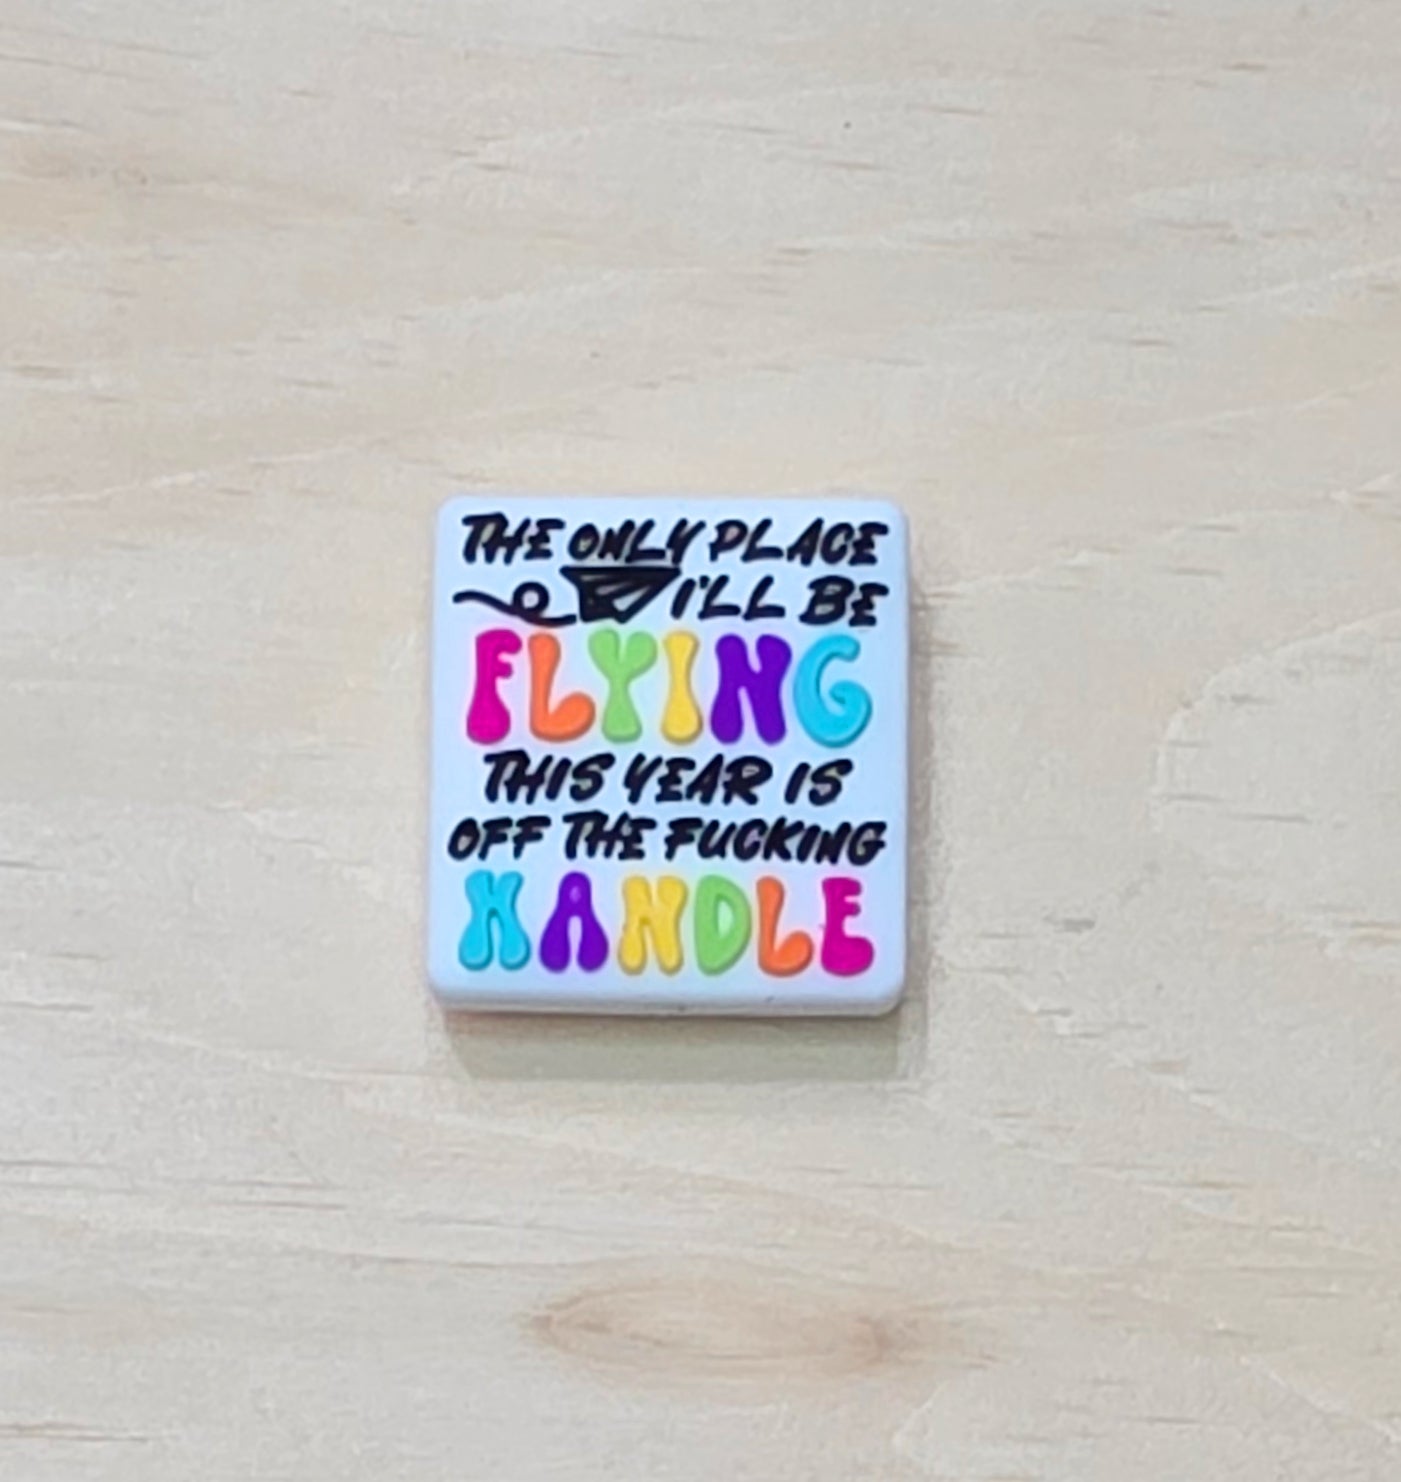 THE ONLY PLACE
I'LL BE
FLYING
THIS YEAR IS
OFF THE FUCKING
HANDLE